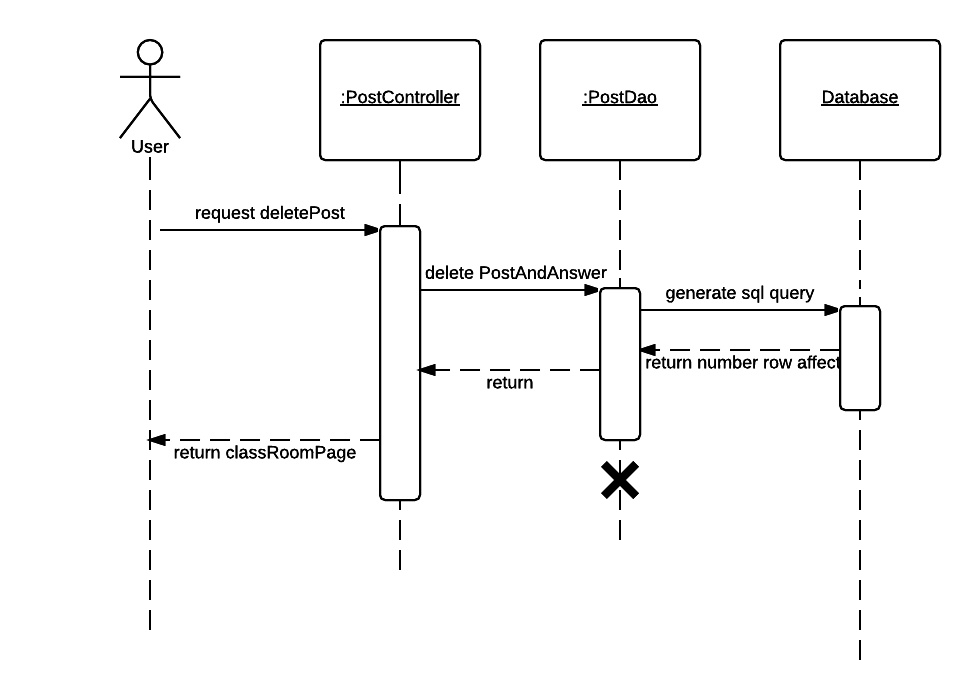 :PostController
:PostDao
Database
User
request deletePost
delete PostAndAnswer
generate sql query
return number row affect
return
return classRoomPage